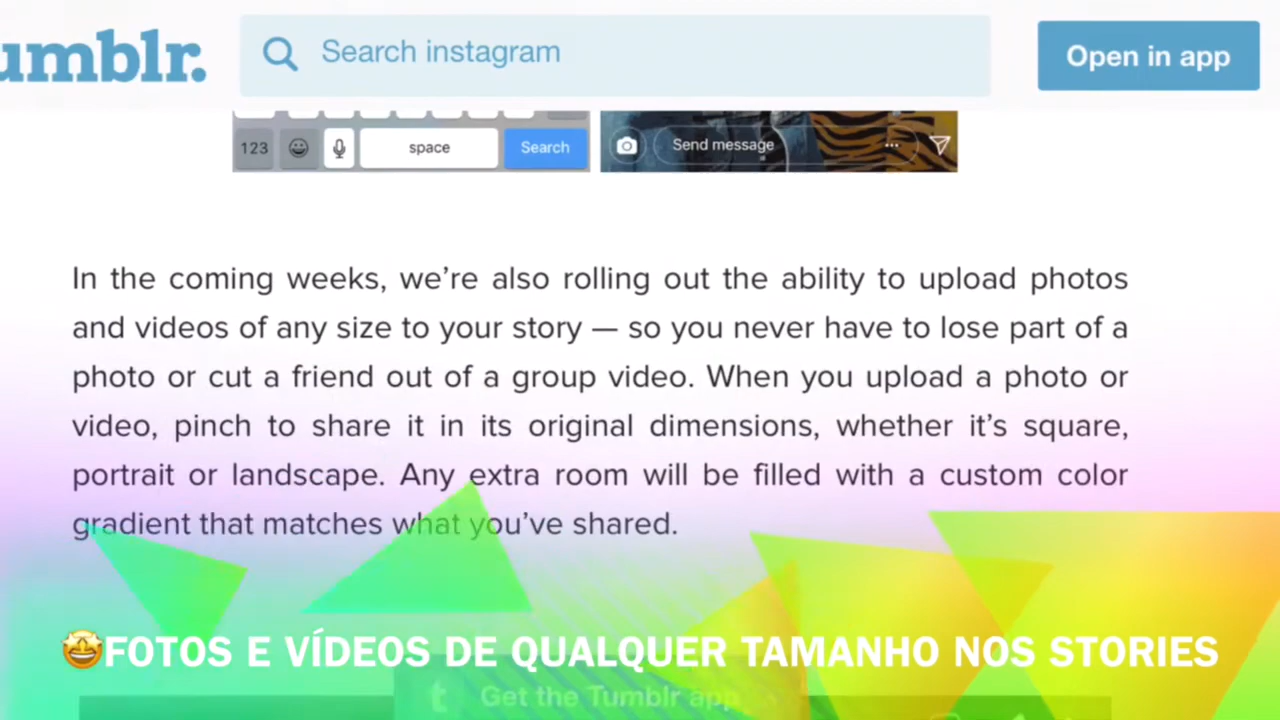 umblr.
Search instagram
Open in app
123
space
Search
Send message
In the coming weeks, we're also rolling out the ability to upload photos
and videos of any size to your story — so you never have to lose part of a
photo or cut a friend out of a group video. When you upload a photo or
video, pinch to share it in its original dimensions, whether it's square,
portrait or landscape. Any extra room will be filled with a custom color
gradient that matches what you've shared.
🤩FOTOS E VÍDEOS DE QUALQUER TAMANHO NOS STORIES
t Get the Tumblr app